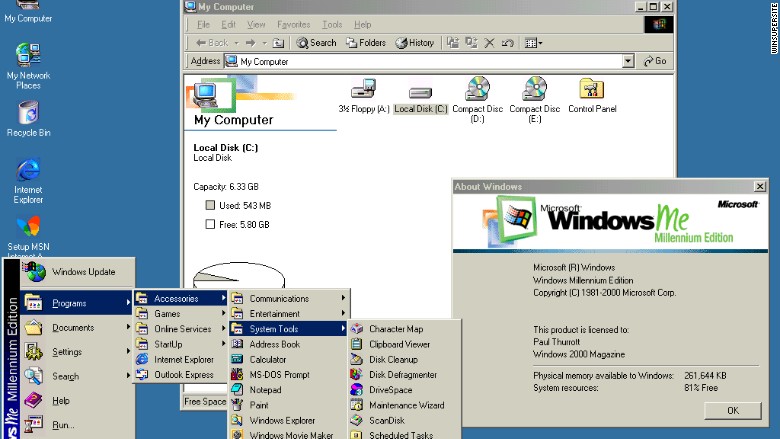 My Computer
My Network
Places
Recycle Bin
Internet
Explorer
Setup MSN
My Computer
File Edit View Favorites Tools Help
Back
Search Folders History
Address My Computer Go
My Computer
Local Disk (C:)
Local Disk
Capacity: 6.33 GB
Used: 543 MB
Free: 5.80 GB
3½ Floppy (A:)
Local Disk (C:)
Compact Disc
(D:)
Compact Disc
(E:)
Control Panel
Free Space
About Windows
Microsoft
Microsoft
Windows Me
Millennium Edition
Microsoft (R) Windows
Windows Millennium Edition
Copyright (C) 1981-2000 Microsoft Corp.
This product is licensed to:
Paul Thurrott
Windows 2000 Magazine
Physical memory available to Windows: 261,644 KB
System resources: 81% Free
OK
Me Millennium Edition
Windows Update
Programs
Documents
Settings
Search
Help
Run...
Accessories
Games
Online Services
StartUp
Internet Explorer
Outlook Express
Communications
Entertainment
System Tools
Address Book
Calculator
MS-DOS Prompt
Notepad
Paint
Windows Explorer
Windows Movie Maker
Character Map
Clipboard Viewer
Disk Cleanup
Disk Defragmenter
DriveSpace
Maintenance Wizard
ScanDisk
Scheduled Tasks
WINSUPERSITE